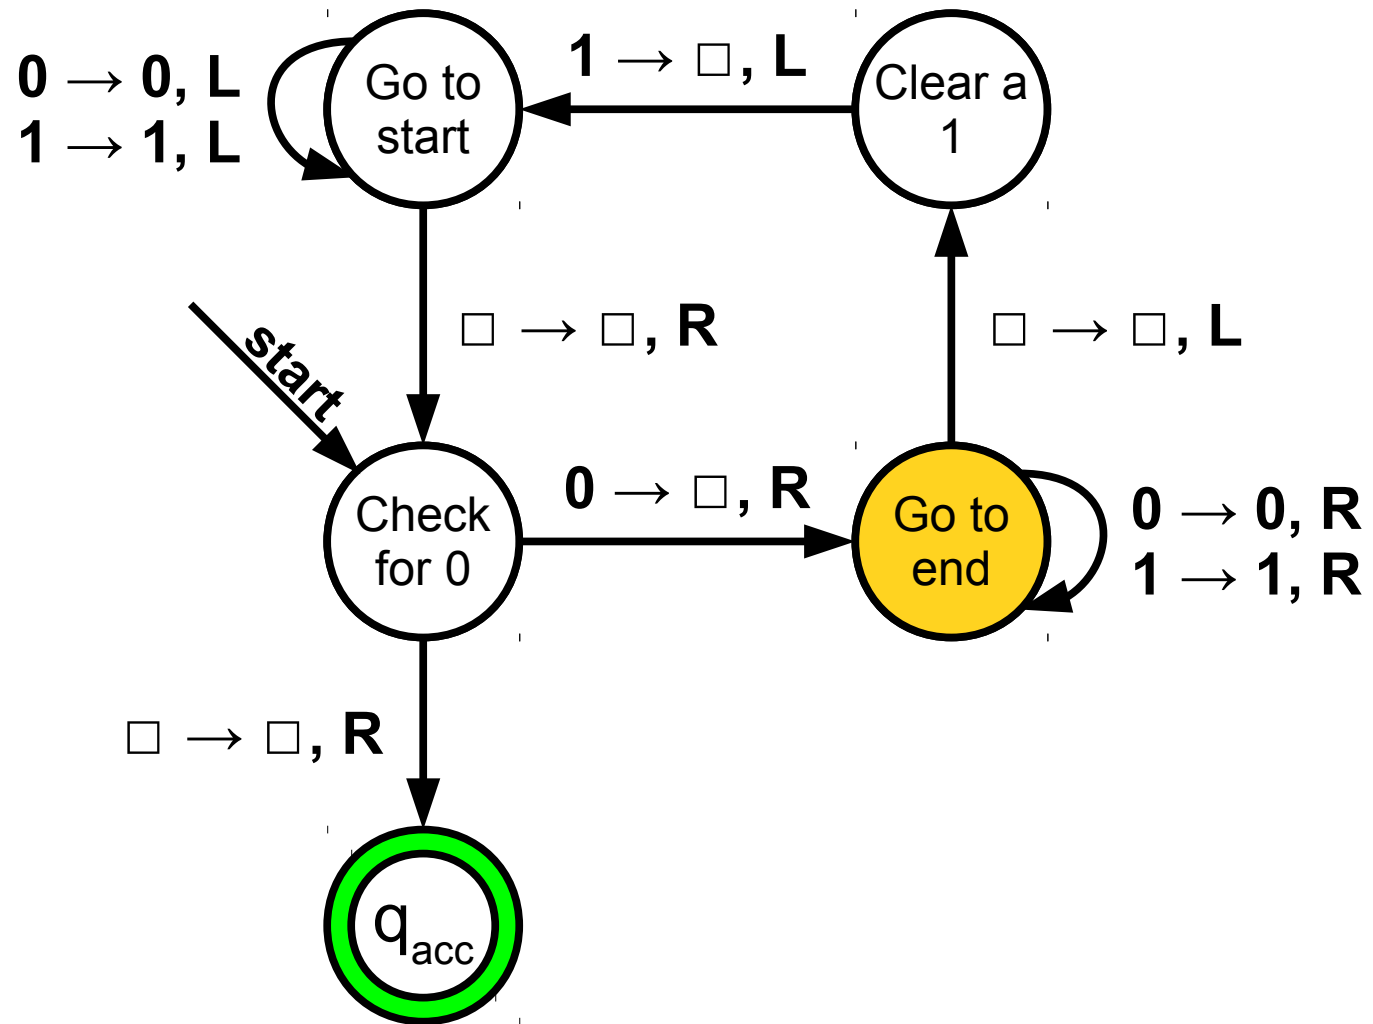 0 → 0, L
1 → 1, L
Go to
start
1 → □, L
Clear a
1
□ → □, R
□ → □, L
start
Check
for 0
0 → □, R
Go to
end
0 → 0, R
1 → 1, R
□ → □, R
qacc